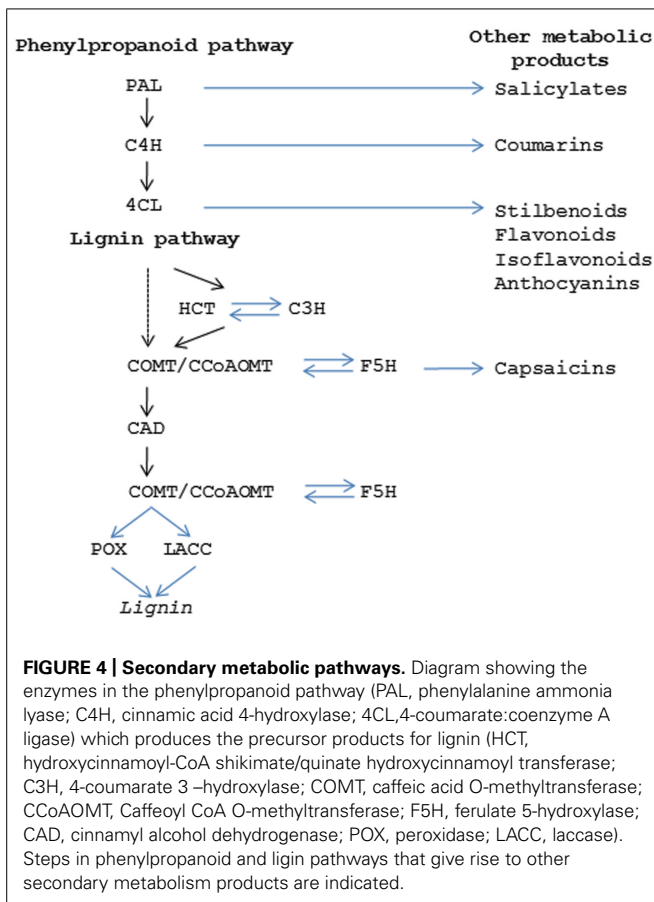 Phenylpropanoid pathway
Other metabolic
products
PAL
Salicylates
C4H
Coumarins
4CL
Stilbenoids
Flavonoids
Isoflavonoids
Anthocyanins
Lignin pathway
HCT
C3H
COMT/CCoAOMT
F5H
Capsaicins
CAD
COMT/CCoAOMT
F5H
POX
LACC
Lignin
FIGURE 4 | Secondary metabolic pathways. Diagram showing the
enzymes in the phenylpropanoid pathway (PAL, phenylalanine ammonia
lyase; C4H, cinnamic acid 4-hydroxylase; 4CL,4-coumarate:coenzyme A
ligase) which produces the precursor products for lignin (HCT,
hydroxycinnamoyl-CoA shikimate/quinate hydroxycinnamoyl transferase;
C3H, 4-coumarate 3 –hydroxylase; COMT, caffeic acid O-methyltransferase;
CCoAOMT, Caffeoyl CoA O-methyltransferase; F5H, ferulate 5-hydroxylase;
CAD, cinnamyl alcohol dehydrogenase; POX, peroxidase; LACC, laccase).
Steps in phenylpropanoid and ligin pathways that give rise to other
secondary metabolism products are indicated.